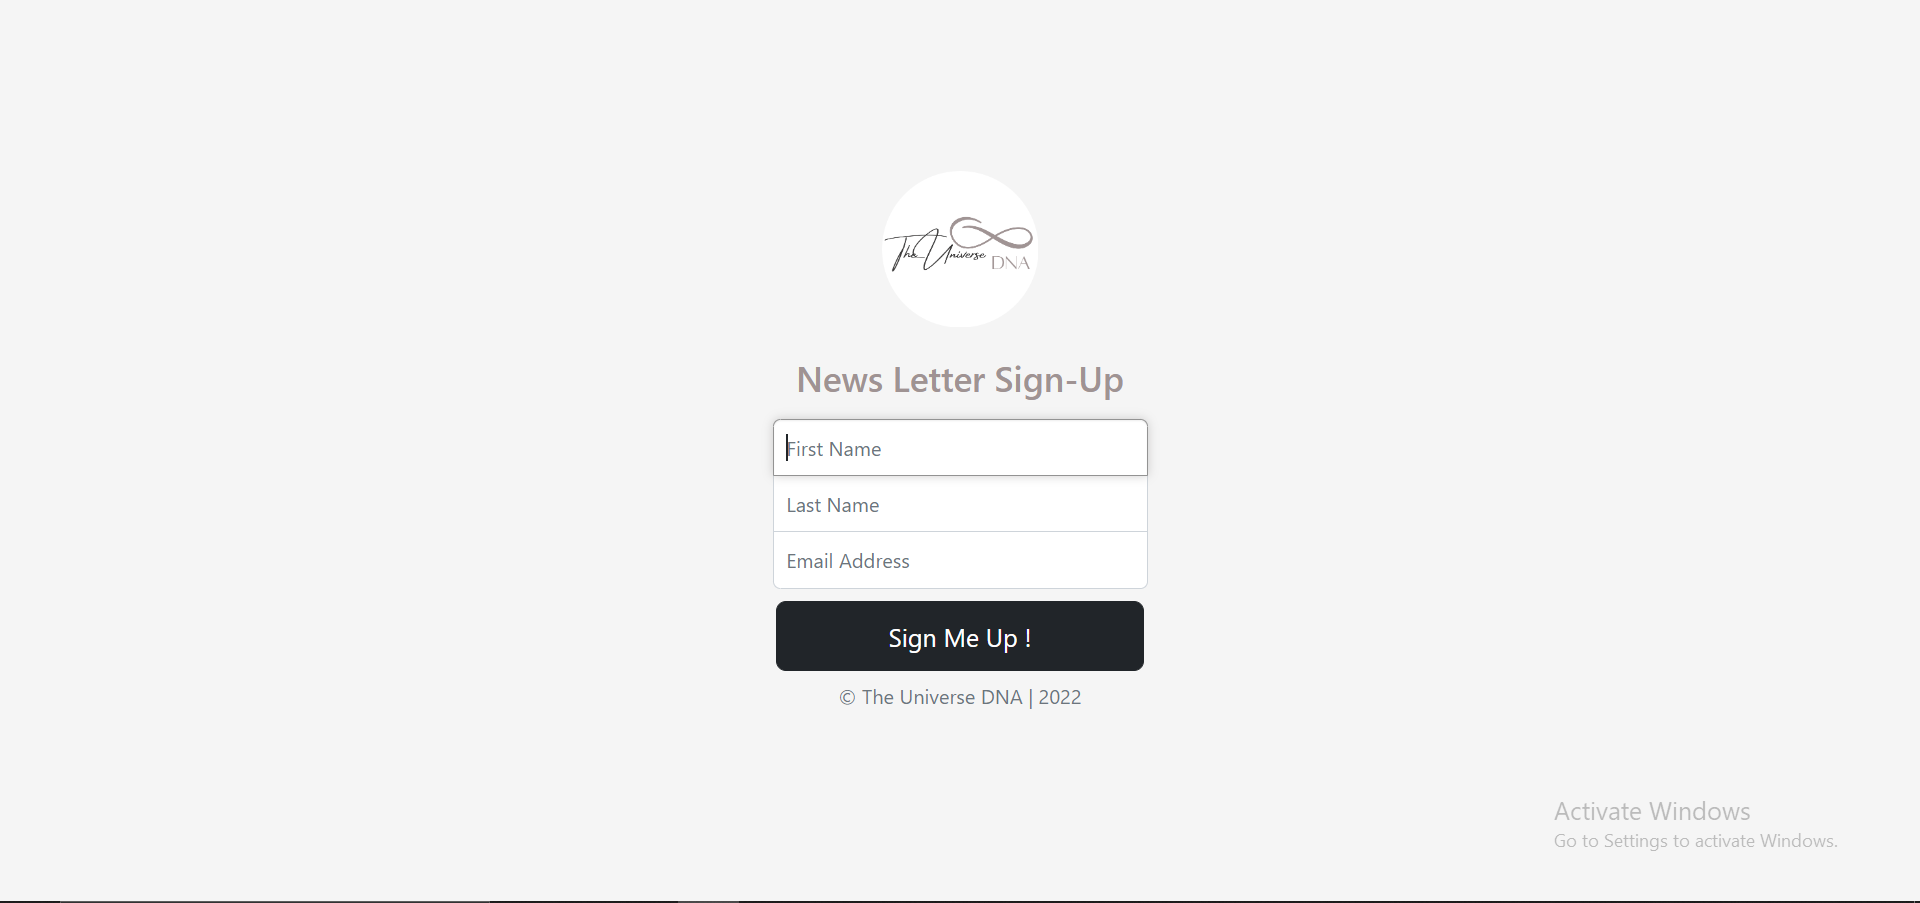 The Universe DNA
News Letter Sign-Up
First Name
Last Name
Email Address
Sign Me Up !
© The Universe DNA | 2022
Activate Windows
Go to Settings to activate Windows.